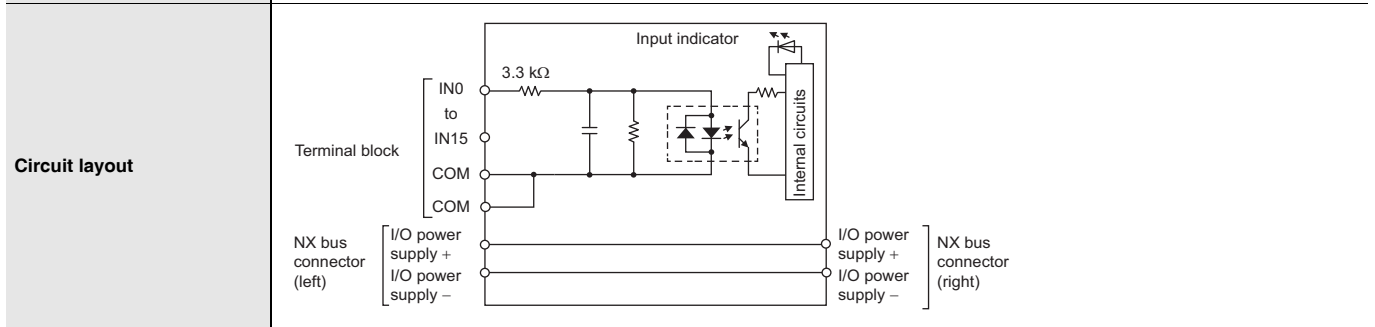 Circuit layout
Input indicator
3.3 kΩ
IN0
to
IN15
COM
COM
Terminal block
Internal circuits
NX bus
connector
(left)
I/O power
supply +
I/O power
supply −
I/O power
supply +
I/O power
supply −
NX bus
connector
(right)